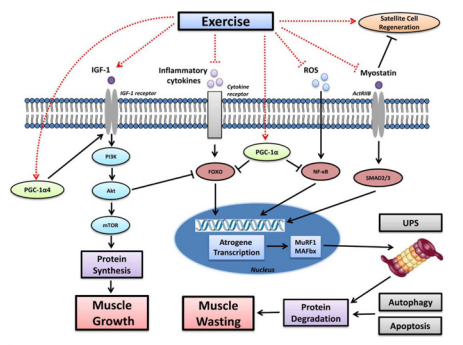 Exercise
Satellite Cell
Regeneration
IGF-1
Inflammatory
cytokines
ROS
Myostatin
IGF-1 receptor
Cytokine
receptor
ActRIIB
PI3K
PGC-1α
PGC-1α4
Akt
FOXO
NF-κB
SMAD2/3
mTOR
UPS
Atrogene
Transcription
MuRF1
MAFbx
Nucleus
Protein
Synthesis
Muscle
Growth
Muscle
Wasting
Protein
Degradation
Autophagy
Apoptosis